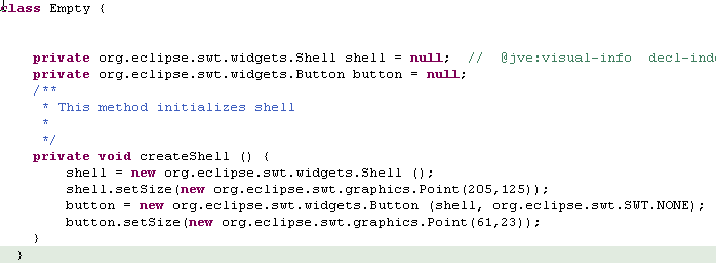 class Empty {
private org.eclipse.swt.widgets.Shell shell = null;  //  @jve:visual-info  decl-inde
private org.eclipse.swt.widgets.Button button = null;
/**
 * This method initializes shell
 *
 */
private void createShell () {
shell = new org.eclipse.swt.widgets.Shell ();
shell.setSize(new org.eclipse.swt.graphics.Point(205,125));
button = new org.eclipse.swt.widgets.Button (shell, org.eclipse.swt.SWT.NONE);
button.setSize(new org.eclipse.swt.graphics.Point(61,23));
}
}